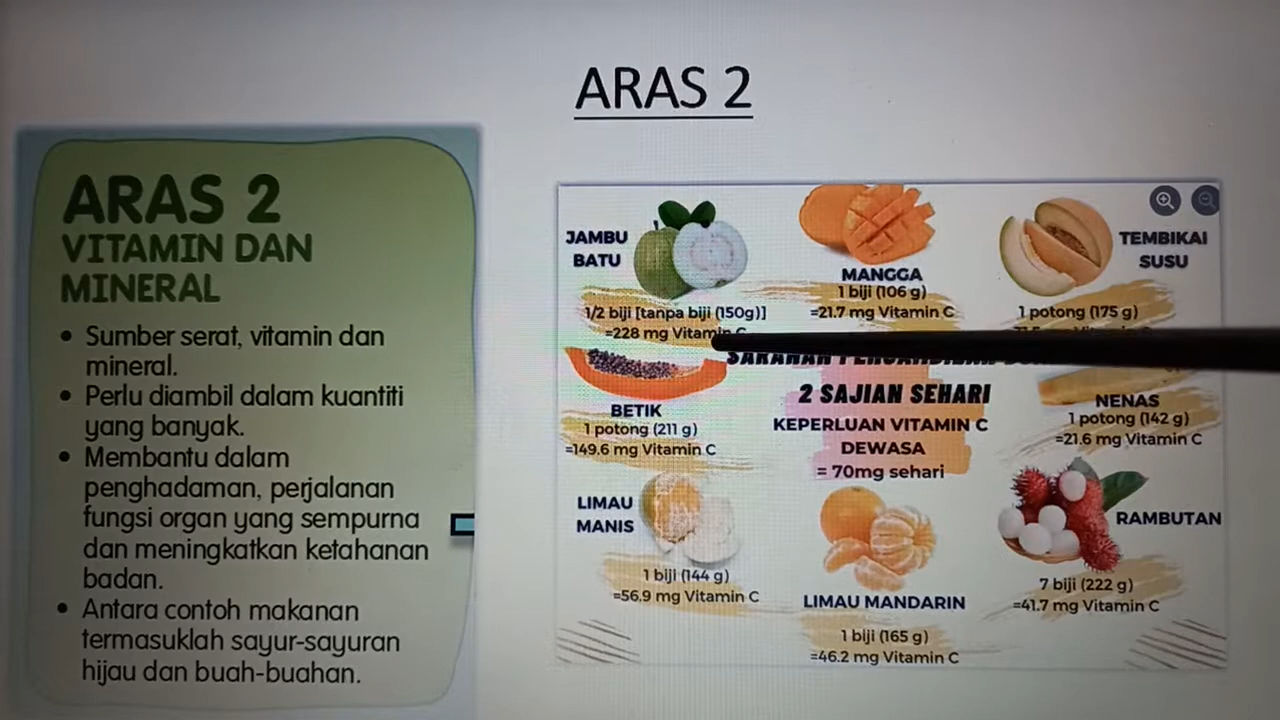 ARAS 2
ARAS 2
VITAMIN DAN
MINERAL
Sumber serat, vitamin dan
mineral.
Perlu diambil dalam kuantiti
yang banyak.
Membantu dalam
penghadaman, perjalanan
fungsi organ yang sempurna
dan meningkatkan ketahanan
badan.
Antara contoh makanan
termasuklah sayur-sayuran
hijau dan buah-buahan.
JAMBU
BATU
1/2 biji [tanpa biji (150g)]
=228 mg Vitamin C
MANGGA
1 biji (106 g)
=21.7 mg Vitamin C
TEMBIKAI
SUSU
1 potong (175 g)
BETIK
1 potong (211 g)
=149.6 mg Vitamin C
2 SAJIAN SEHARI
KEPERLUAN VITAMIN C
DEWASA
= 70mg sehari
NENAS
1 potong (142 g)
=21.6 mg Vitamin C
LIMAU
MANIS
1 biji (144 g)
=56.9 mg Vitamin C
LIMAU MANDARIN
1 biji (165 g)
=46.2 mg Vitamin C
RAMBUTAN
7 biji (222 g)
=41.7 mg Vitamin C